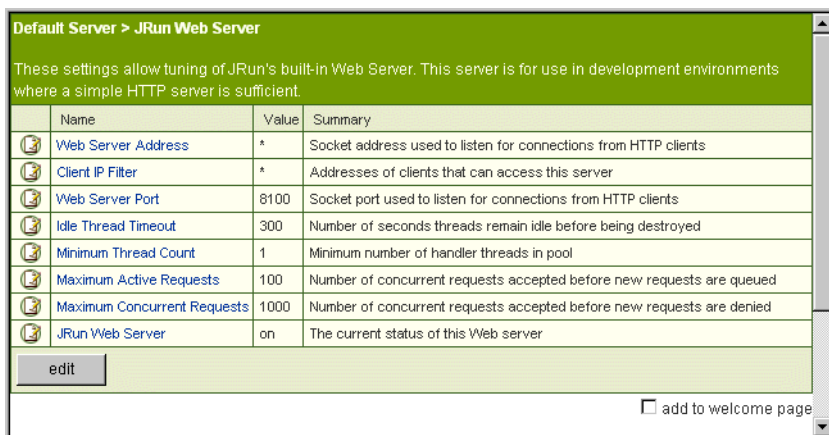 Default Server > JRun Web Server
These settings allow tuning of JRun's built-in Web Server. This server is for use in development environments
where a simple HTTP server is sufficient.
Name Value Summary
Web Server Address * Socket address used to listen for connections from HTTP clients
Client IP Filter * Addresses of clients that can access this server
Web Server Port 8100 Socket port used to listen for connections from HTTP clients
Idle Thread Timeout 300 Number of seconds threads remain idle before being destroyed
Minimum Thread Count 1 Minimum number of handler threads in pool
Maximum Active Requests 100 Number of concurrent requests accepted before new requests are queued
Maximum Concurrent Requests 1000 Number of concurrent requests accepted before new requests are denied
JRun Web Server on The current status of this Web server
edit
add to welcome page